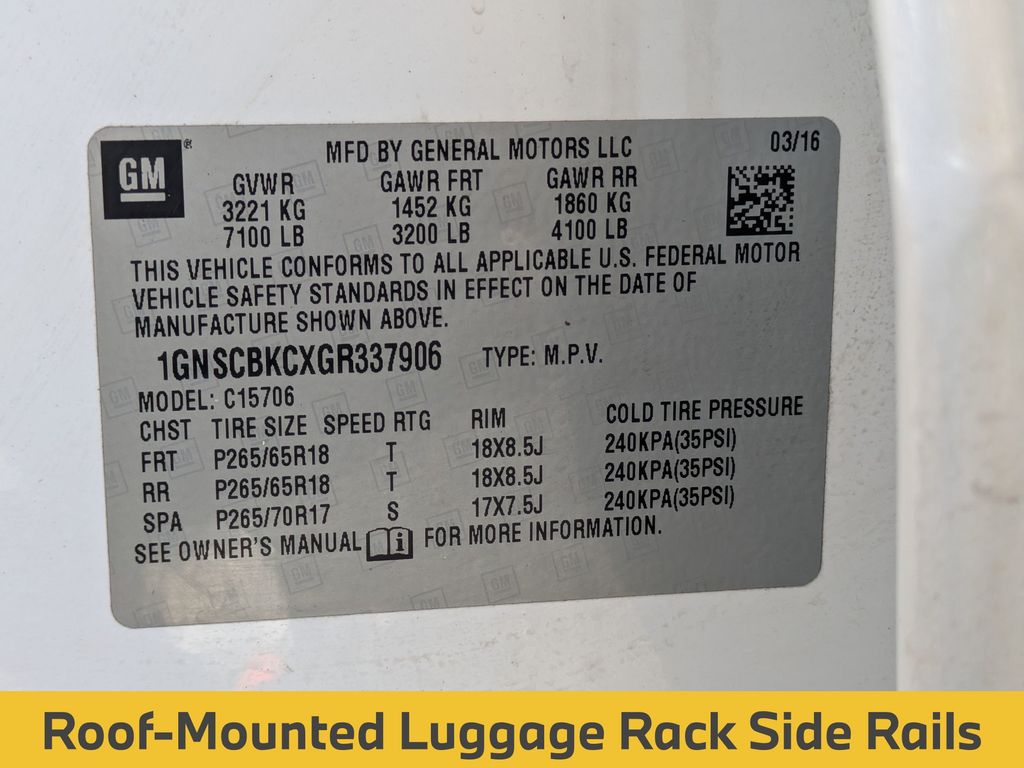 GM ®
MFD BY GENERAL MOTORS LLC 03/16
GVWR GAWR FRT GAWR RR
3221 KG 1452 KG 1860 KG
7100 LB 3200 LB 4100 LB
THIS VEHICLE CONFORMS TO ALL APPLICABLE U.S. FEDERAL MOTOR
VEHICLE SAFETY STANDARDS IN EFFECT ON THE DATE OF
MANUFACTURE SHOWN ABOVE.
1GNSCBKCXGR337906 TYPE: M.P.V.
MODEL: C15706
CHST TIRE SIZE SPEED RTG RIM COLD TIRE PRESSURE
FRT P265/65R18 T 18X8.5J 240KPA(35PSI)
RR P265/65R18 T 18X8.5J 240KPA(35PSI)
SPA P265/70R17 S 17X7.5J 240KPA(35PSI)
SEE OWNER'S MANUAL i FOR MORE INFORMATION.
Roof-Mounted Luggage Rack Side Rails